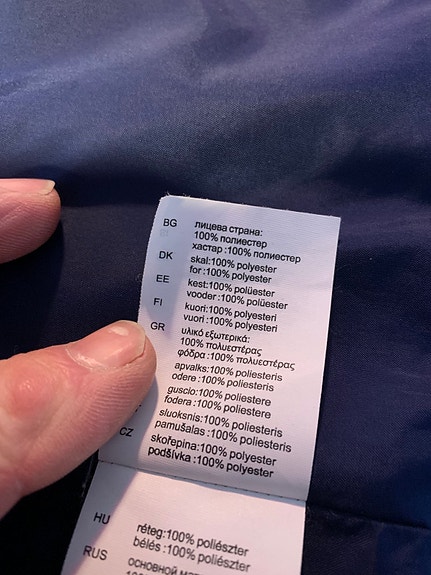 BG лицева страна:
100% полиестер
хастар :100% полиестер
DK skal:100% polyester
for :100% polyester
EE kest:100% polüester
vooder :100% polüester
FI kuori:100% polyesteri
vuori :100% polyesteri
GR υλικό εξωτερικά:
100% πολυεστέρας
φόδρα :100% πολυεστέρας
apvalks:100% poliesteris
odere :100% poliesteris
guscio:100% poliestere
fodera :100% poliestere
sluoksnis:100% poliesteris
pamušalas :100% poliesteris
CZ skořepina:100% polyester
podšívka :100% polyester
HU réteg:100% poliészter
bélés :100% poliészter
RUS